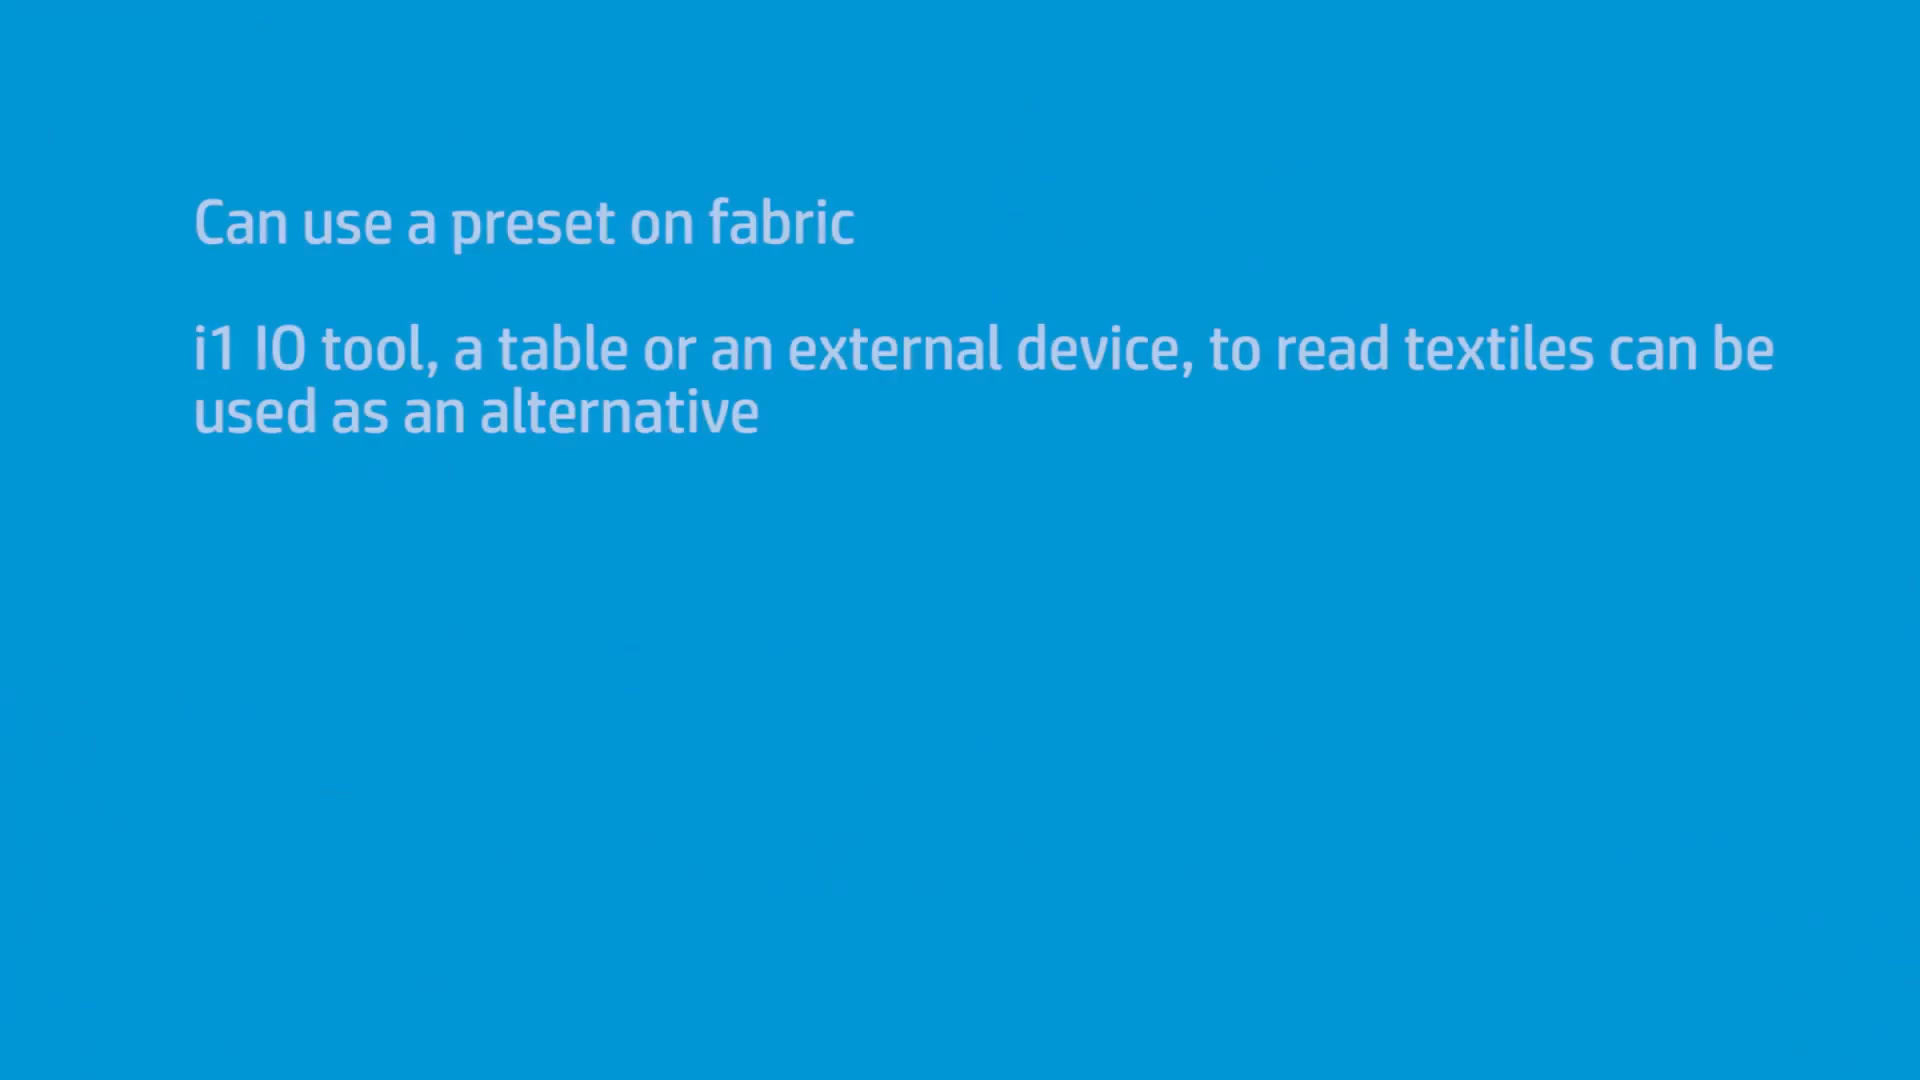 Can use a preset on fabric
i1 IO tool, a table or an external device, to read textiles can be
used as an alternative